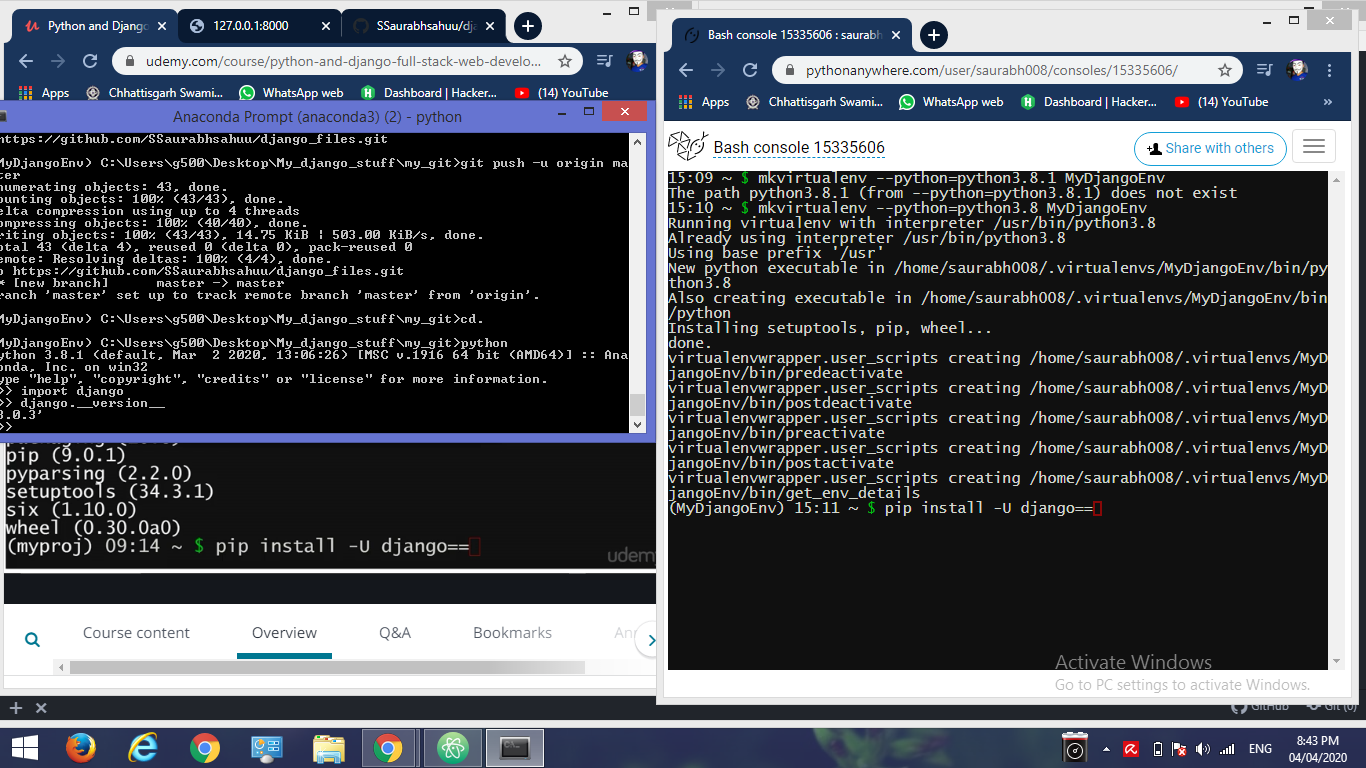 Python and Django
127.0.0.1:8000
SSaurabhsahuu/dja
udemy.com/course/python-and-django-full-stack-web-develo...
Apps
Chhattisgarh Swami...
WhatsApp web
Dashboard | Hacker...
(14) YouTube
Anaconda Prompt (anaconda3) (2) - python
https://github.com/SSaurabhsahuu/django_files.git
MyDjangoEnv) C:\Users\g500\Desktop\My_django_stuff\my_git>git push -u origin ma
ter
numerating objects: 43, done.
ounting objects: 100% (43/43), done.
elta compression using up to 4 threads
ompressing objects: 100% (40/40), done.
riting objects: 100% (43/43), 14.75 KiB | 503.00 KiB/s, done.
otal 43 (delta 4), reused 0 (delta 0), pack-reused 0
emote: Resolving deltas: 100% (4/4), done.
o https://github.com/SSaurabhsahuu/django_files.git
* [new branch]      master -> master
ranch 'master' set up to track remote branch 'master' from 'origin'.
MyDjangoEnv) C:\Users\g500\Desktop\My_django_stuff\my_git>cd.
MyDjangoEnv) C:\Users\g500\Desktop\My_django_stuff\my_git>python
ython 3.8.1 (default, Mar  2 2020, 13:06:26) [MSC v.1916 64 bit (AMD64)] :: Ana
onda, Inc. on win32
ype "help", "copyright", "credits" or "license" for more information.
>> import django
>> django.__version__
3.0.3'
>>
pip (9.0.1)
pyparsing (2.2.0)
setuptools (34.3.1)
six (1.10.0)
wheel (0.30.0a0)
(myproj) 09:14 ~ $ pip install -U django==
udemy
Course content
Overview
Q&A
Bookmarks
Ann
Bash console 15335606 : saurabh
pythonanywhere.com/user/saurabh008/consoles/15335606/
Apps
Chhattisgarh Swami...
WhatsApp web
Dashboard | Hacker...
(14) YouTube
»
Bash console 15335606
Share with others
15:09 ~ $ mkvirtualenv --python=python3.8.1 MyDjangoEnv
The path python3.8.1 (from --python=python3.8.1) does not exist
15:10 ~ $ mkvirtualenv --python=python3.8 MyDjangoEnv
Running virtualenv with interpreter /usr/bin/python3.8
Already using interpreter /usr/bin/python3.8
Using base prefix '/usr'
New python executable in /home/saurabh008/.virtualenvs/MyDjangoEnv/bin/py
thon3.8
Also creating executable in /home/saurabh008/.virtualenvs/MyDjangoEnv/bin
/python
Installing setuptools, pip, wheel...
done.
virtualenvwrapper.user_scripts creating /home/saurabh008/.virtualenvs/MyD
jangoEnv/bin/predeactivate
virtualenvwrapper.user_scripts creating /home/saurabh008/.virtualenvs/MyD
jangoEnv/bin/postdeactivate
virtualenvwrapper.user_scripts creating /home/saurabh008/.virtualenvs/MyD
jangoEnv/bin/preactivate
virtualenvwrapper.user_scripts creating /home/saurabh008/.virtualenvs/MyD
jangoEnv/bin/postactivate
virtualenvwrapper.user_scripts creating /home/saurabh008/.virtualenvs/MyD
jangoEnv/bin/get_env_details
(MyDjangoEnv) 15:11 ~ $ pip install -U django==
Activate Windows
Go to PC settings to activate Windows.
GitHub
Git (0)
ENG
8:43 PM
04/04/2020